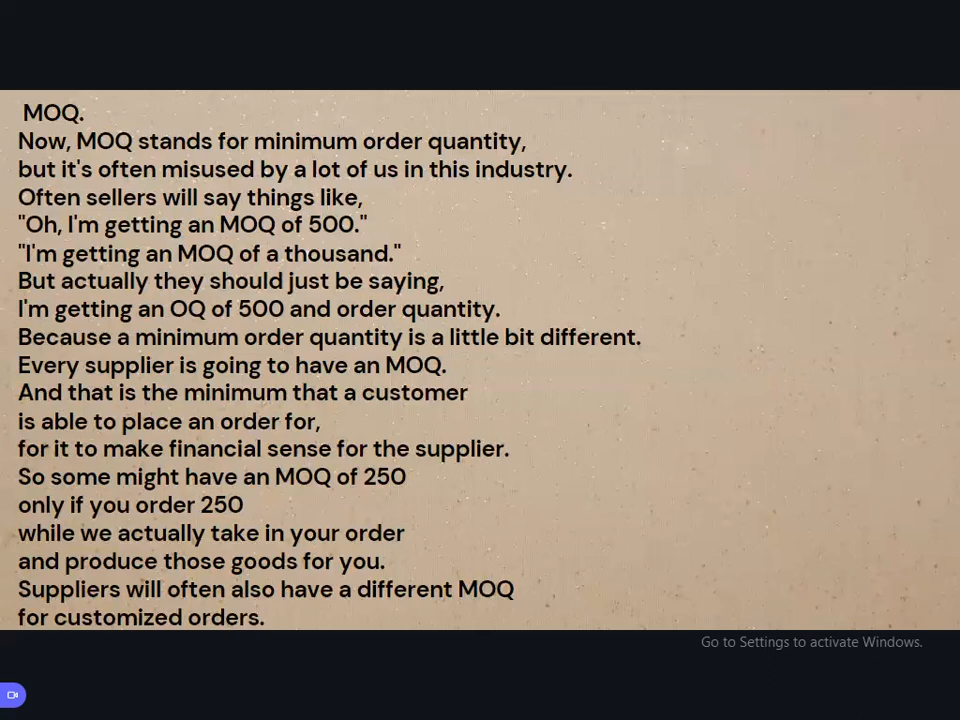 MOQ.
Now, MOQ stands for minimum order quantity,
but it's often misused by a lot of us in this industry.
Often sellers will say things like,
"Oh, I'm getting an MOQ of 500."
"I'm getting an MOQ of a thousand."
But actually they should just be saying,
I'm getting an OQ of 500 and order quantity.
Because a minimum order quantity is a little bit different.
Every supplier is going to have an MOQ.
And that is the minimum that a customer
is able to place an order for,
for it to make financial sense for the supplier.
So some might have an MOQ of 250
only if you order 250
while we actually take in your order
and produce those goods for you.
Suppliers will often also have a different MOQ
for customized orders.
Go to Settings to activate Windows.